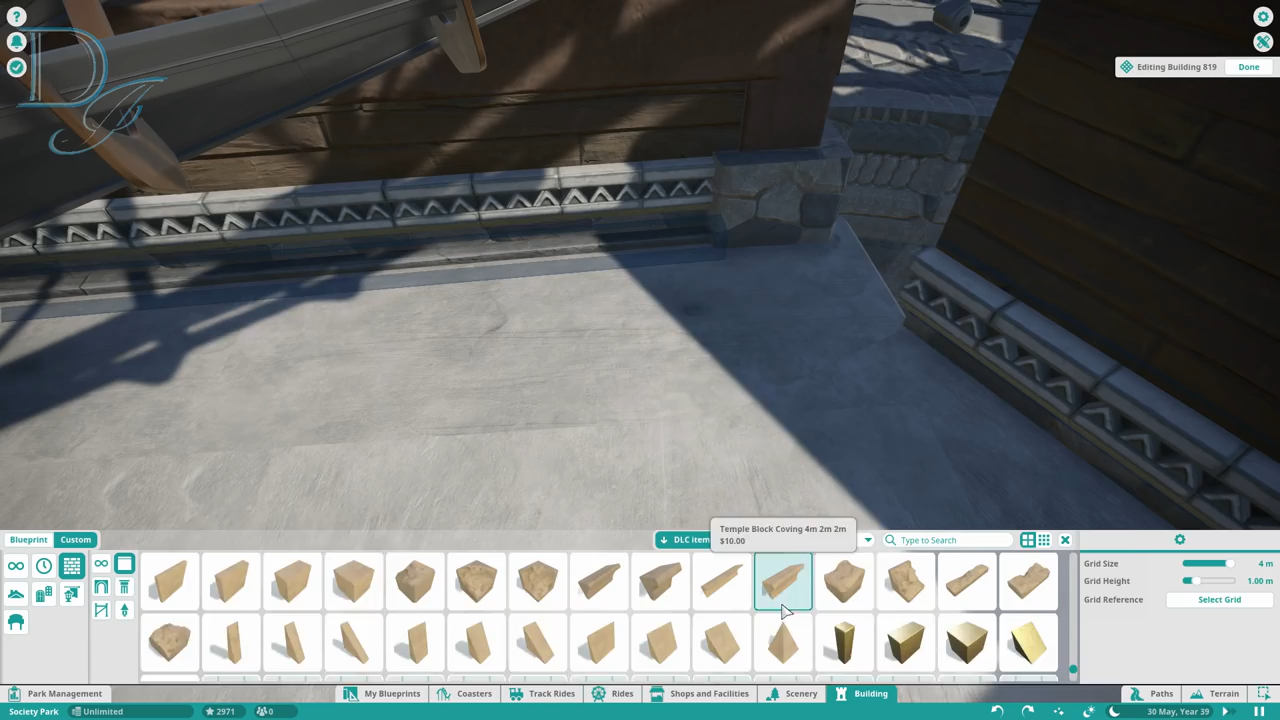 ?
DJ
Editing Building 819
Done
Temple Block Coving 4m 2m 2m
$10.00
Blueprint
Custom
DLC item
Type to Search
Grid Size
4 m
Grid Height
1.00 m
Grid Reference
Select Grid
Park Management
My Blueprints
Coasters
Track Rides
Rides
Shops and Facilities
Scenery
Building
Paths
Terrain
Society Park
Unlimited
2971
0
30 May, Year 39